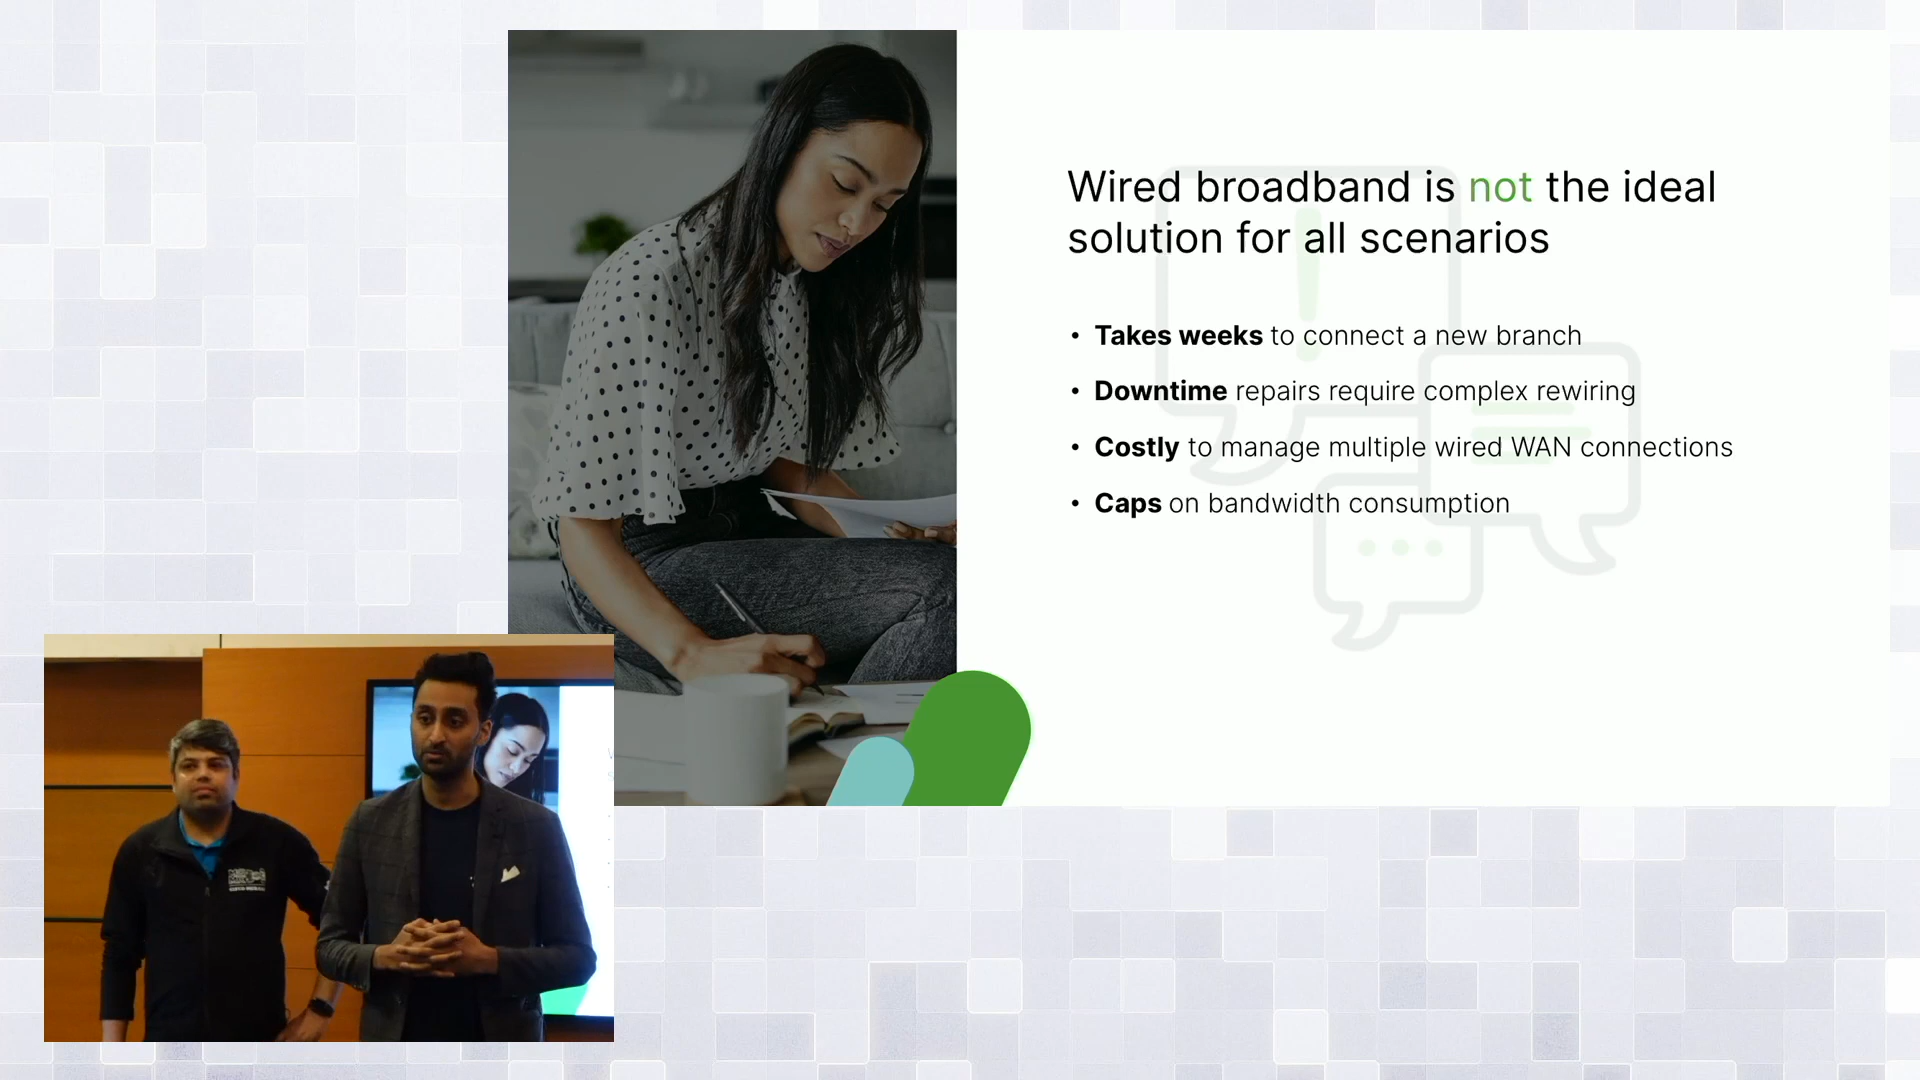 Wired broadband is not the ideal
solution for all scenarios
• Takes weeks to connect a new branch
• Downtime repairs require complex rewiring
• Costly to manage multiple wired WAN connections
• Caps on bandwidth consumption